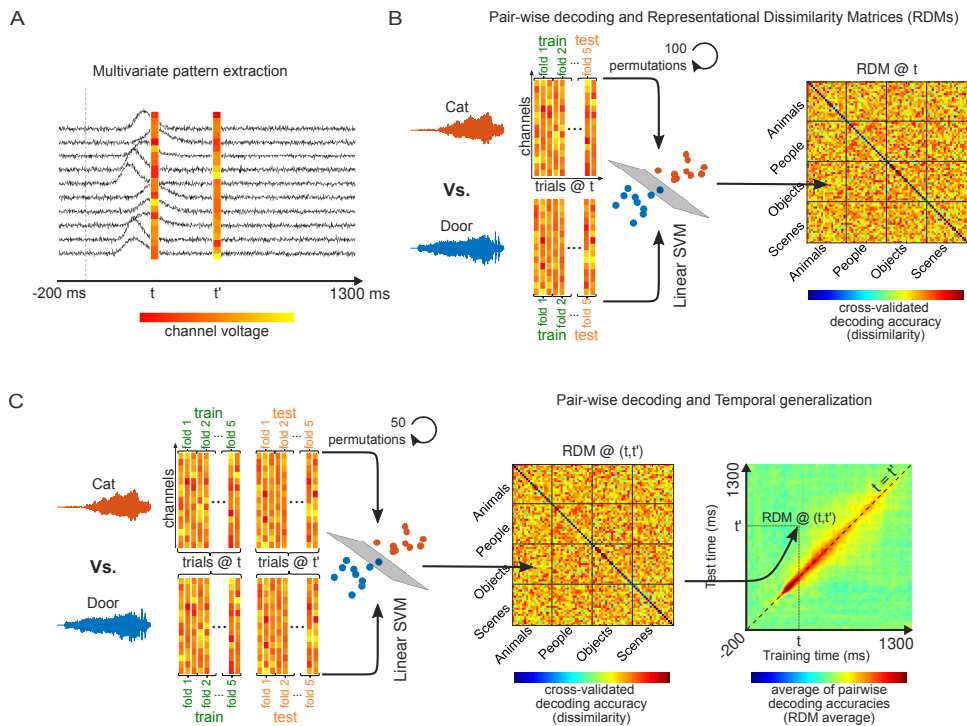 A
Multivariate pattern extraction
-200 ms
t
t'
1300 ms
channel voltage
B
Pair-wise decoding and Representational Dissimilarity Matrices (RDMs)
train
test
fold 1
fold 2
...
fold 5
100
permutations
channels
Cat
Vs.
Door
trials @ t
fold 1
fold 2
...
fold 5
train
test
Linear SVM
RDM @ t
Animals
People
Objects
Scenes
Animals
People
Objects
Scenes
cross-validated
decoding accuracy
(dissimilarity)
C
Pair-wise decoding and Temporal generalization
train
test
fold 1
fold 2
...
fold 5
fold 1
fold 2
...
fold 5
50
permutations
channels
Cat
Vs.
Door
trials @ t
trials @ t'
fold 1
fold 2
...
fold 5
fold 1
fold 2
...
fold 5
train
test
Linear SVM
RDM @ (t,t')
Animals
People
Objects
Scenes
Animals
People
Objects
Scenes
cross-validated
decoding accuracy
(dissimilarity)
1300
t'
Test time (ms)
-200
RDM @ (t,t')
t = t'
t
1300
Training time (ms)
average of pairwise
decoding accuracies
(RDM average)